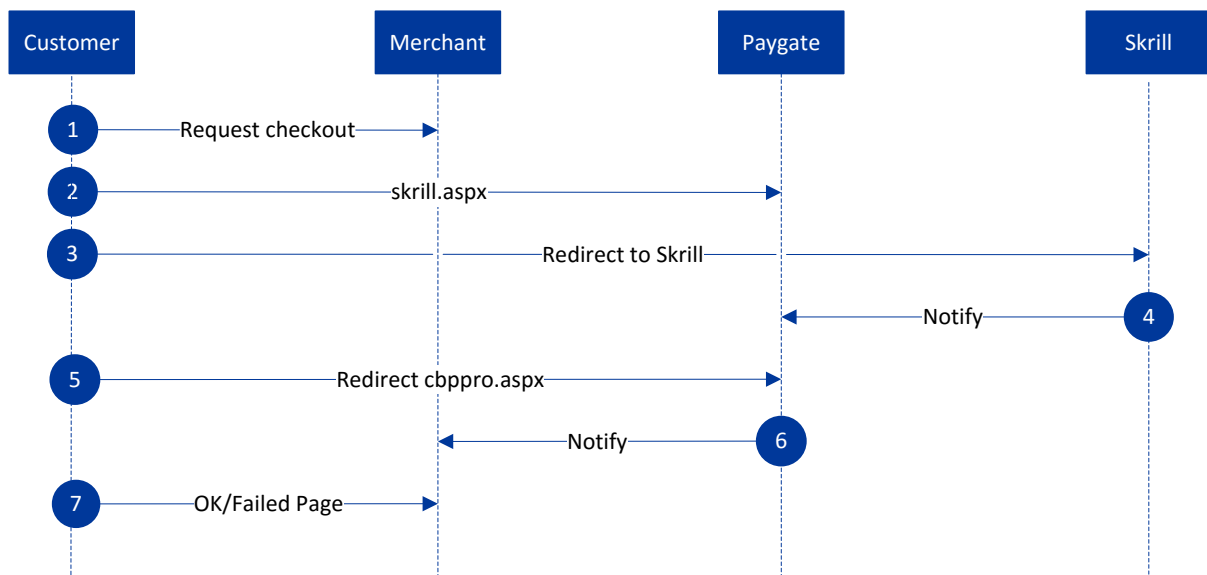 Customer
Merchant
Paygate
Skrill
1
Request checkout
2
skrill.aspx
3
Redirect to Skrill
Notify
4
5
Redirect cbppro.aspx
Notify
6
7
OK/Failed Page